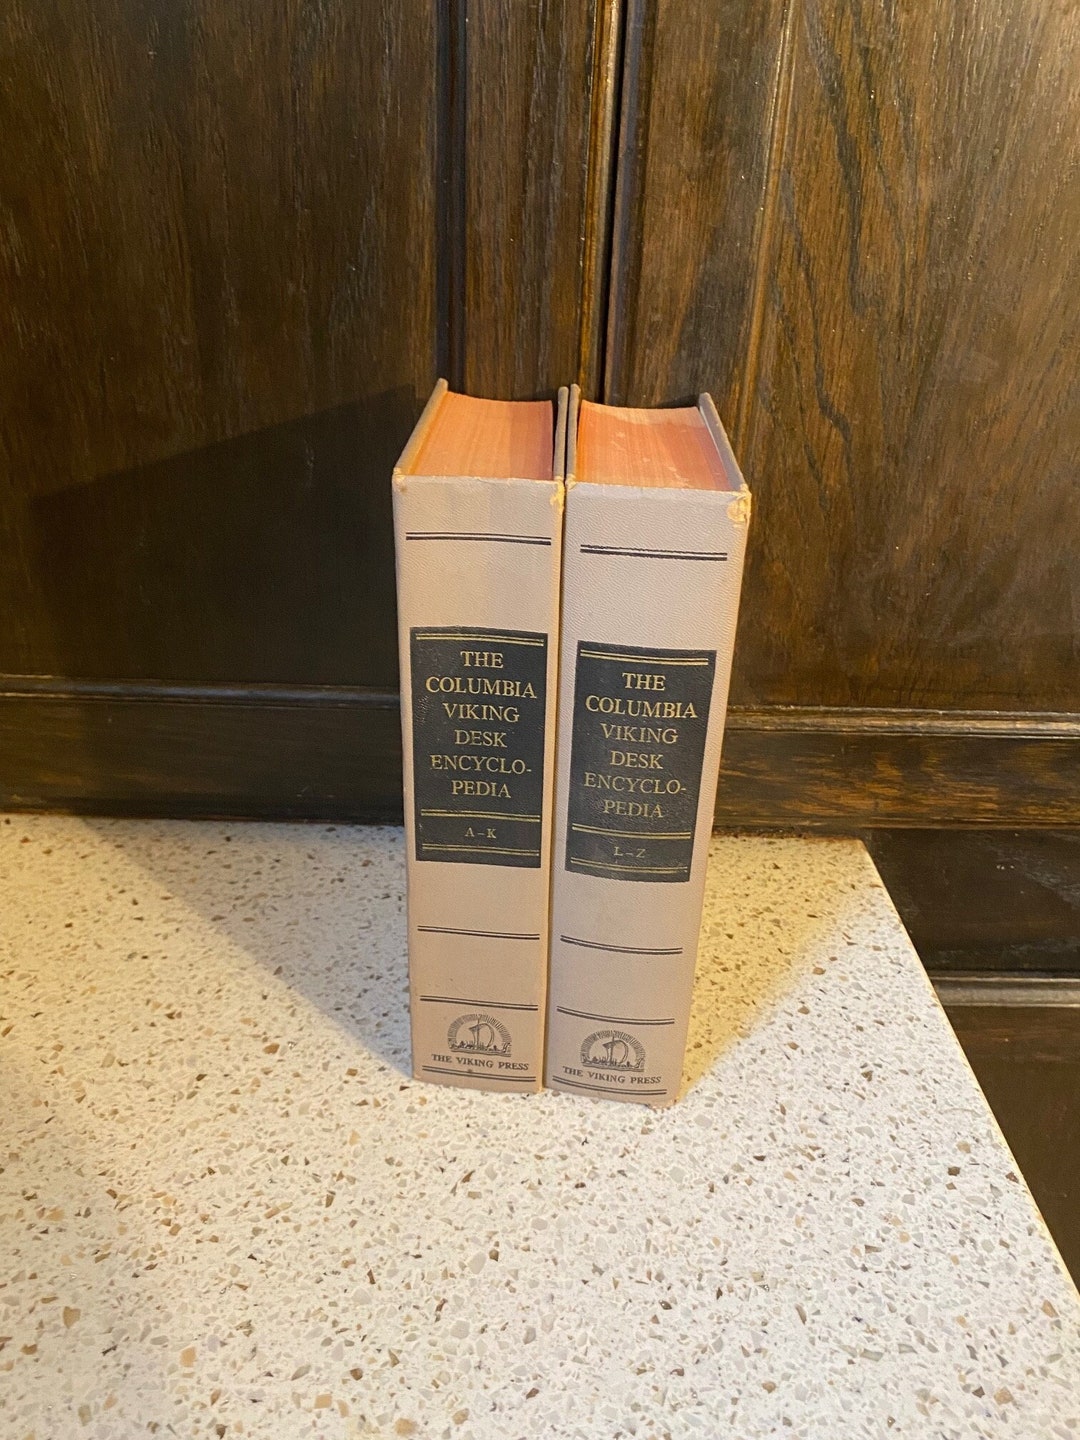 THE
COLUMBIA
VIKING
DESK
ENCYCLO-
PEDIA
A-K
THE VIKING PRESS
THE
COLUMBIA
VIKING
DESK
ENCYCLO-
PEDIA
L-Z
THE VIKING PRESS